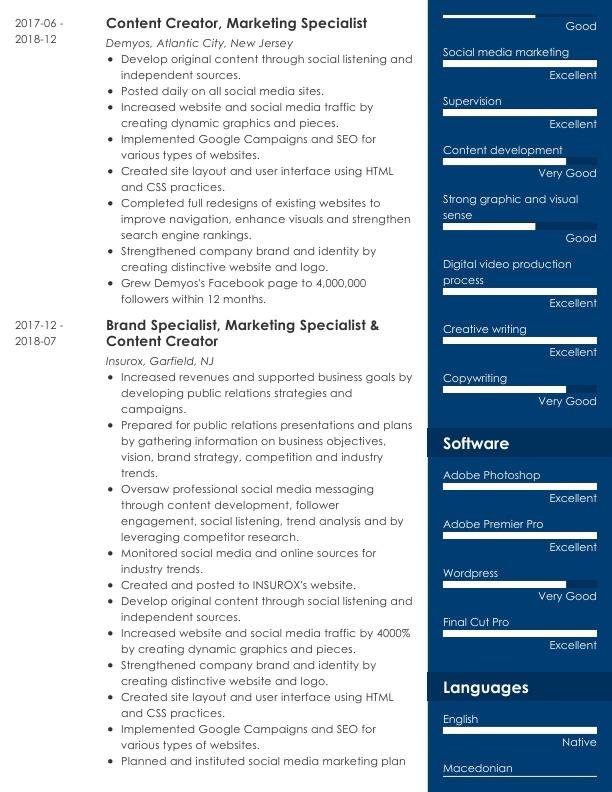 2017-06 -
2018-12
Content Creator, Marketing Specialist
Demyos, Atlantic City, New Jersey
• Develop original content through social listening and
independent sources.
• Posted daily on all social media sites.
• Increased website and social media traffic by
creating dynamic graphics and pieces.
• Implemented Google Campaigns and SEO for
various types of websites.
• Created site layout and user interface using HTML
and CSS practices.
• Completed full redesigns of existing websites to
improve navigation, enhance visuals and strengthen
search engine rankings.
• Strengthened company brand and identity by
creating distinctive website and logo.
• Grew Demyos's Facebook page to 4,000,000
followers within 12 months.
2017-12 -
2018-07
Brand Specialist, Marketing Specialist &
Content Creator
Insurox, Garfield, NJ
• Increased revenues and supported business goals by
developing public relations strategies and
campaigns.
• Prepared for public relations presentations and plans
by gathering information on business objectives,
vision, brand strategy, competition and industry
trends.
• Oversaw professional social media messaging
through content development, follower
engagement, social listening, trend analysis and by
leveraging competitor research.
• Monitored social media and online sources for
industry trends.
• Created and posted to INSUROX's website.
• Develop original content through social listening and
independent sources.
• Increased website and social media traffic by 4000%
by creating dynamic graphics and pieces.
• Strengthened company brand and identity by
creating distinctive website and logo.
• Created site layout and user interface using HTML
and CSS practices.
• Implemented Google Campaigns and SEO for
various types of websites.
• Planned and instituted social media marketing plan
Good
Social media marketing
Excellent
Supervision
Excellent
Content development
Very Good
Strong graphic and visual
sense
Good
Digital video production
process
Excellent
Creative writing
Excellent
Copywriting
Very Good
Software
Adobe Photoshop
Excellent
Adobe Premier Pro
Excellent
Wordpress
Very Good
Final Cut Pro
Excellent
Languages
English
Native
Macedonian